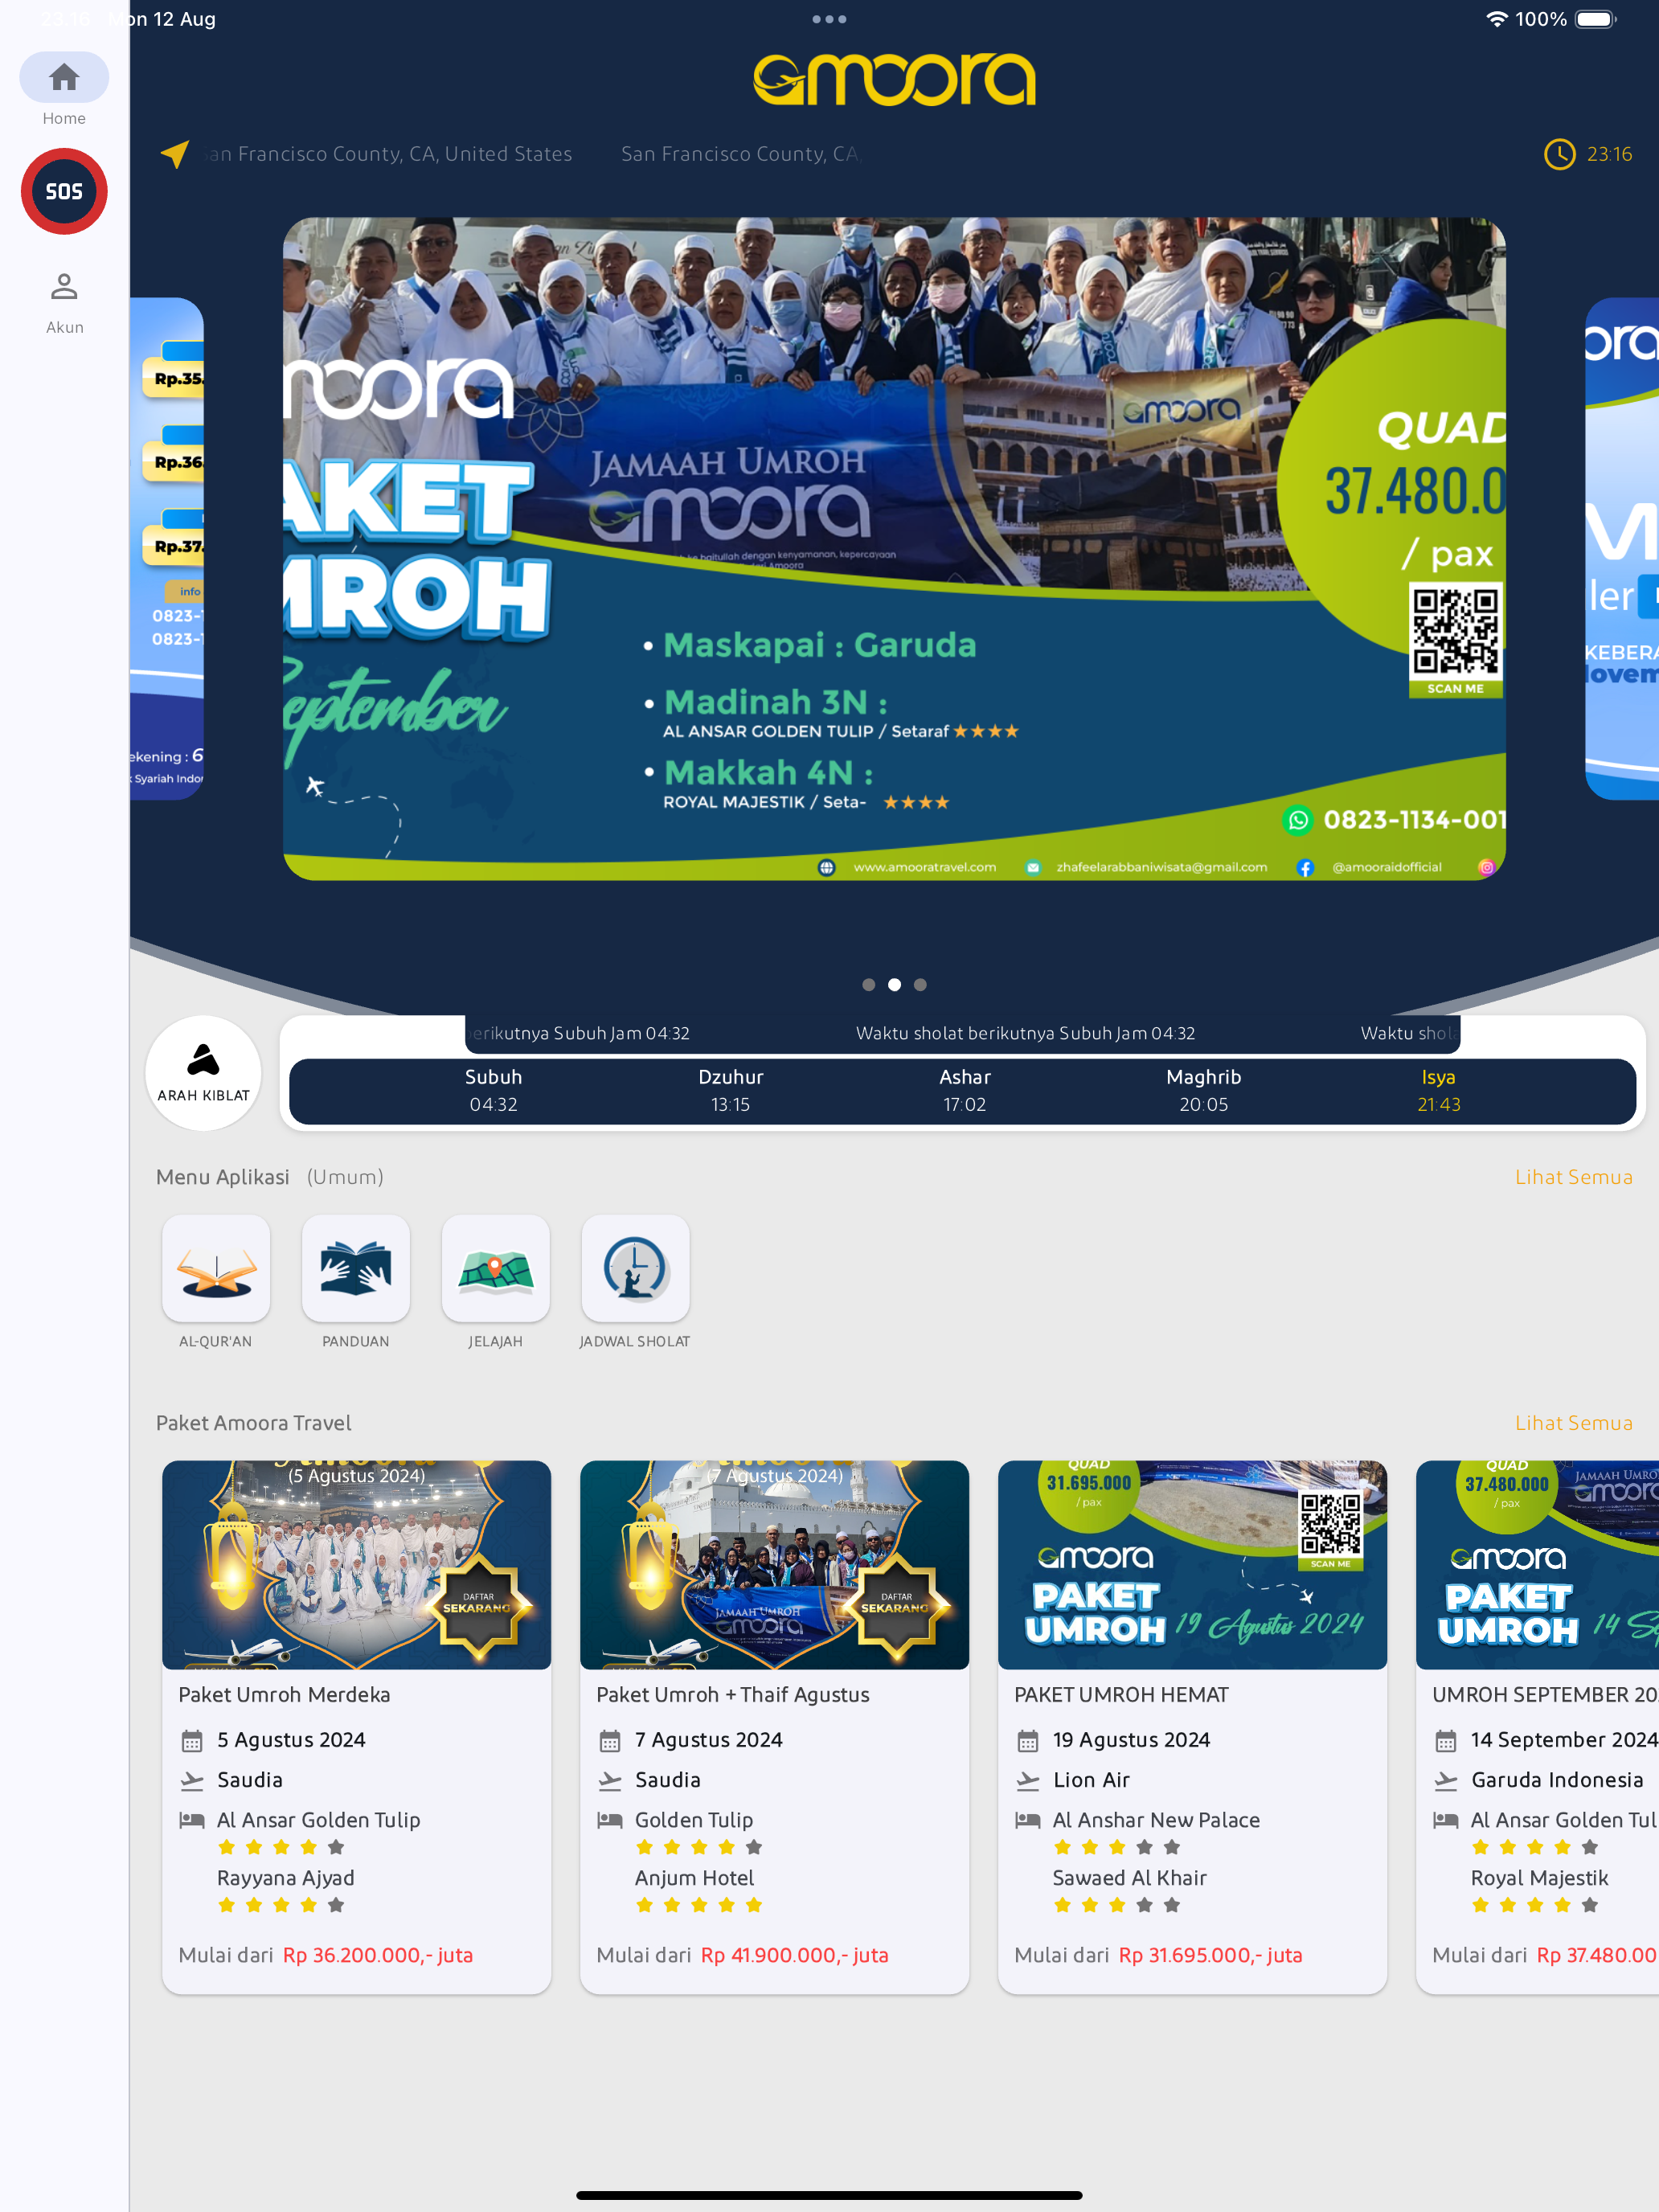 Mon 12 Aug
100%
Home
SOS
Akun
amoora
San Francisco County, CA, United States
San Francisco County, CA,
23:16
Rp.35.
Rp.36.
Rp.37.
info
0823-1
0823-1
ekening : 6
Syariah Indo
moora
AKET
MROH
September
JAMAAH UMROH
amoora
amoora
QUAD
37.480.0
/ pax
SCAN ME
• Maskapai : Garuda
• Madinah 3N :
AL ANSAR GOLDEN TULIP / Setaraf ★★★★
• Makkah 4N :
ROYAL MAJESTIK / Seta- ★★★★
0823-1134-001
www.amooratravel.com
zhafeelarabbaniwisata@gmail.com
@amooraidofficial
ora
ler
KEBERA
ovem
ARAH KIBLAT
erikutnya Subuh Jam 04:32
Waktu sholat berikutnya Subuh Jam 04:32
Waktu shol
Subuh
04:32
Dzuhur
13:15
Ashar
17:02
Maghrib
20:05
Isya
21:43
Menu Aplikasi (Umum)
Lihat Semua
AL-QUR'AN
PANDUAN
JELAJAH
JADWAL SHOLAT
Paket Amoora Travel
Lihat Semua
(5 Agustus 2024)
DAFTAR
SEKARANG
Paket Umroh Merdeka
5 Agustus 2024
Saudia
Al Ansar Golden Tulip
Rayyana Ajyad
Mulai dari Rp 36.200.000,- juta
(7 Agustus 2024)
JAMAAH UMROH
amoora
DAFTAR
SEKARANG
Paket Umroh + Thaif Agustus
7 Agustus 2024
Saudia
Golden Tulip
Anjum Hotel
Mulai dari Rp 41.900.000,- juta
QUAD
31.695.000
/ pax
SCAN ME
amoora
PAKET
UMROH
19 Agustus 2024
PAKET UMROH HEMAT
19 Agustus 2024
Lion Air
Al Anshar New Palace
Sawaed Al Khair
Mulai dari Rp 31.695.000,- juta
QUAD
37.480.000
/ pax
JAMAAH UMRO
amoora
amoora
PAKET
UMROH
14 Se
UMROH SEPTEMBER 20
14 September 2024
Garuda Indonesia
Al Ansar Golden Tul
Royal Majestik
Mulai dari Rp 37.480.00